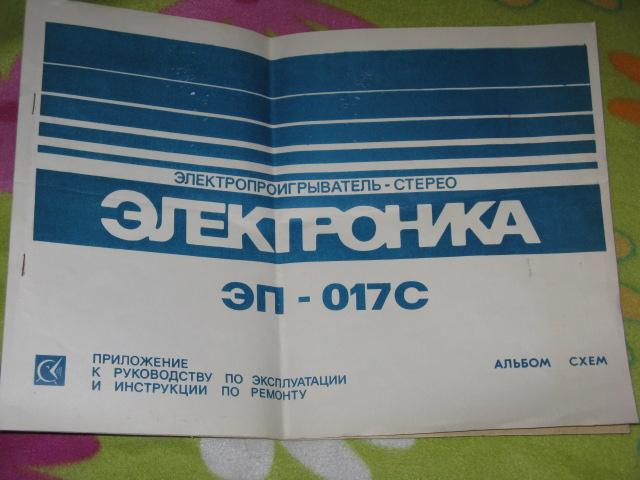 ЭЛЕКТРОПРОИГРЫВАТЕЛЬ - СТЕРЕО
ЭЛЕКТРОНИКА
ЭП - 017С
ПРИЛОЖЕНИЕ
К РУКОВОДСТВУ ПО ЭКСПЛУАТАЦИИ
И ИНСТРУКЦИИ ПО РЕМОНТУ
АЛЬБОМ СХЕМ